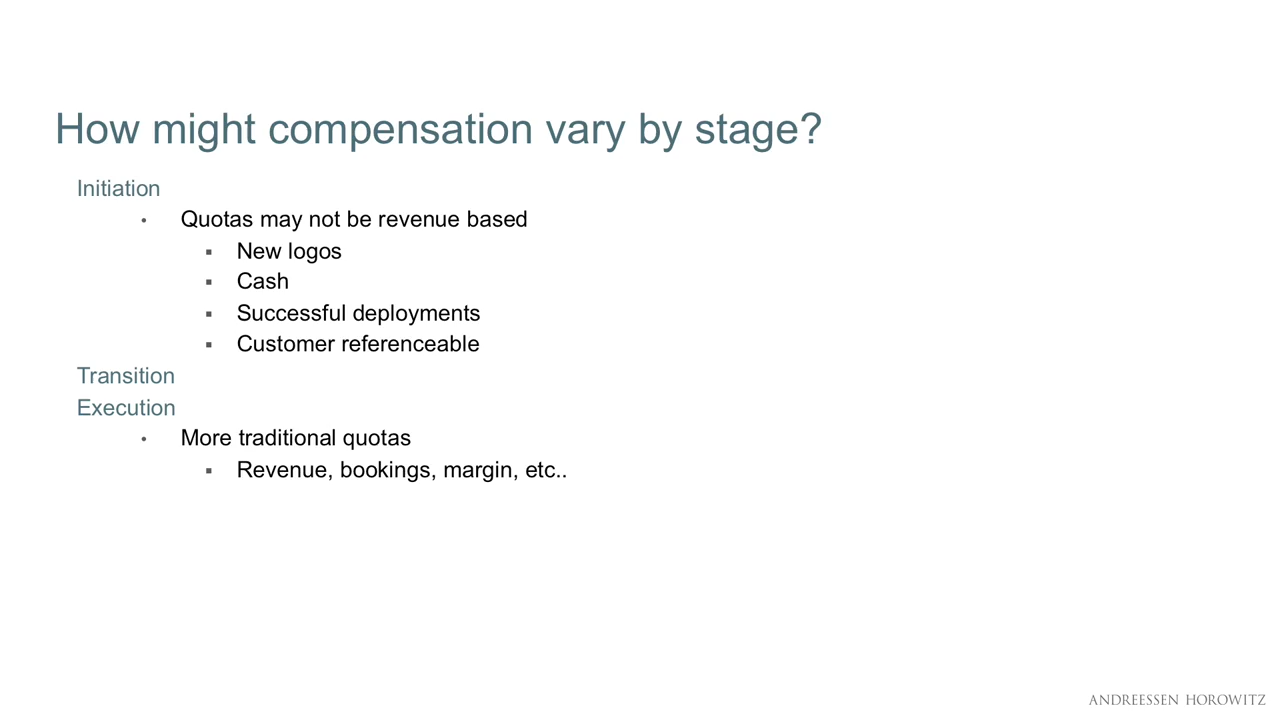 How might compensation vary by stage?
Initiation
• Quotas may not be revenue based
▪ New logos
▪ Cash
▪ Successful deployments
▪ Customer referenceable
Transition
Execution
• More traditional quotas
▪ Revenue, bookings, margin, etc..
ANDREESSEN HOROWITZ